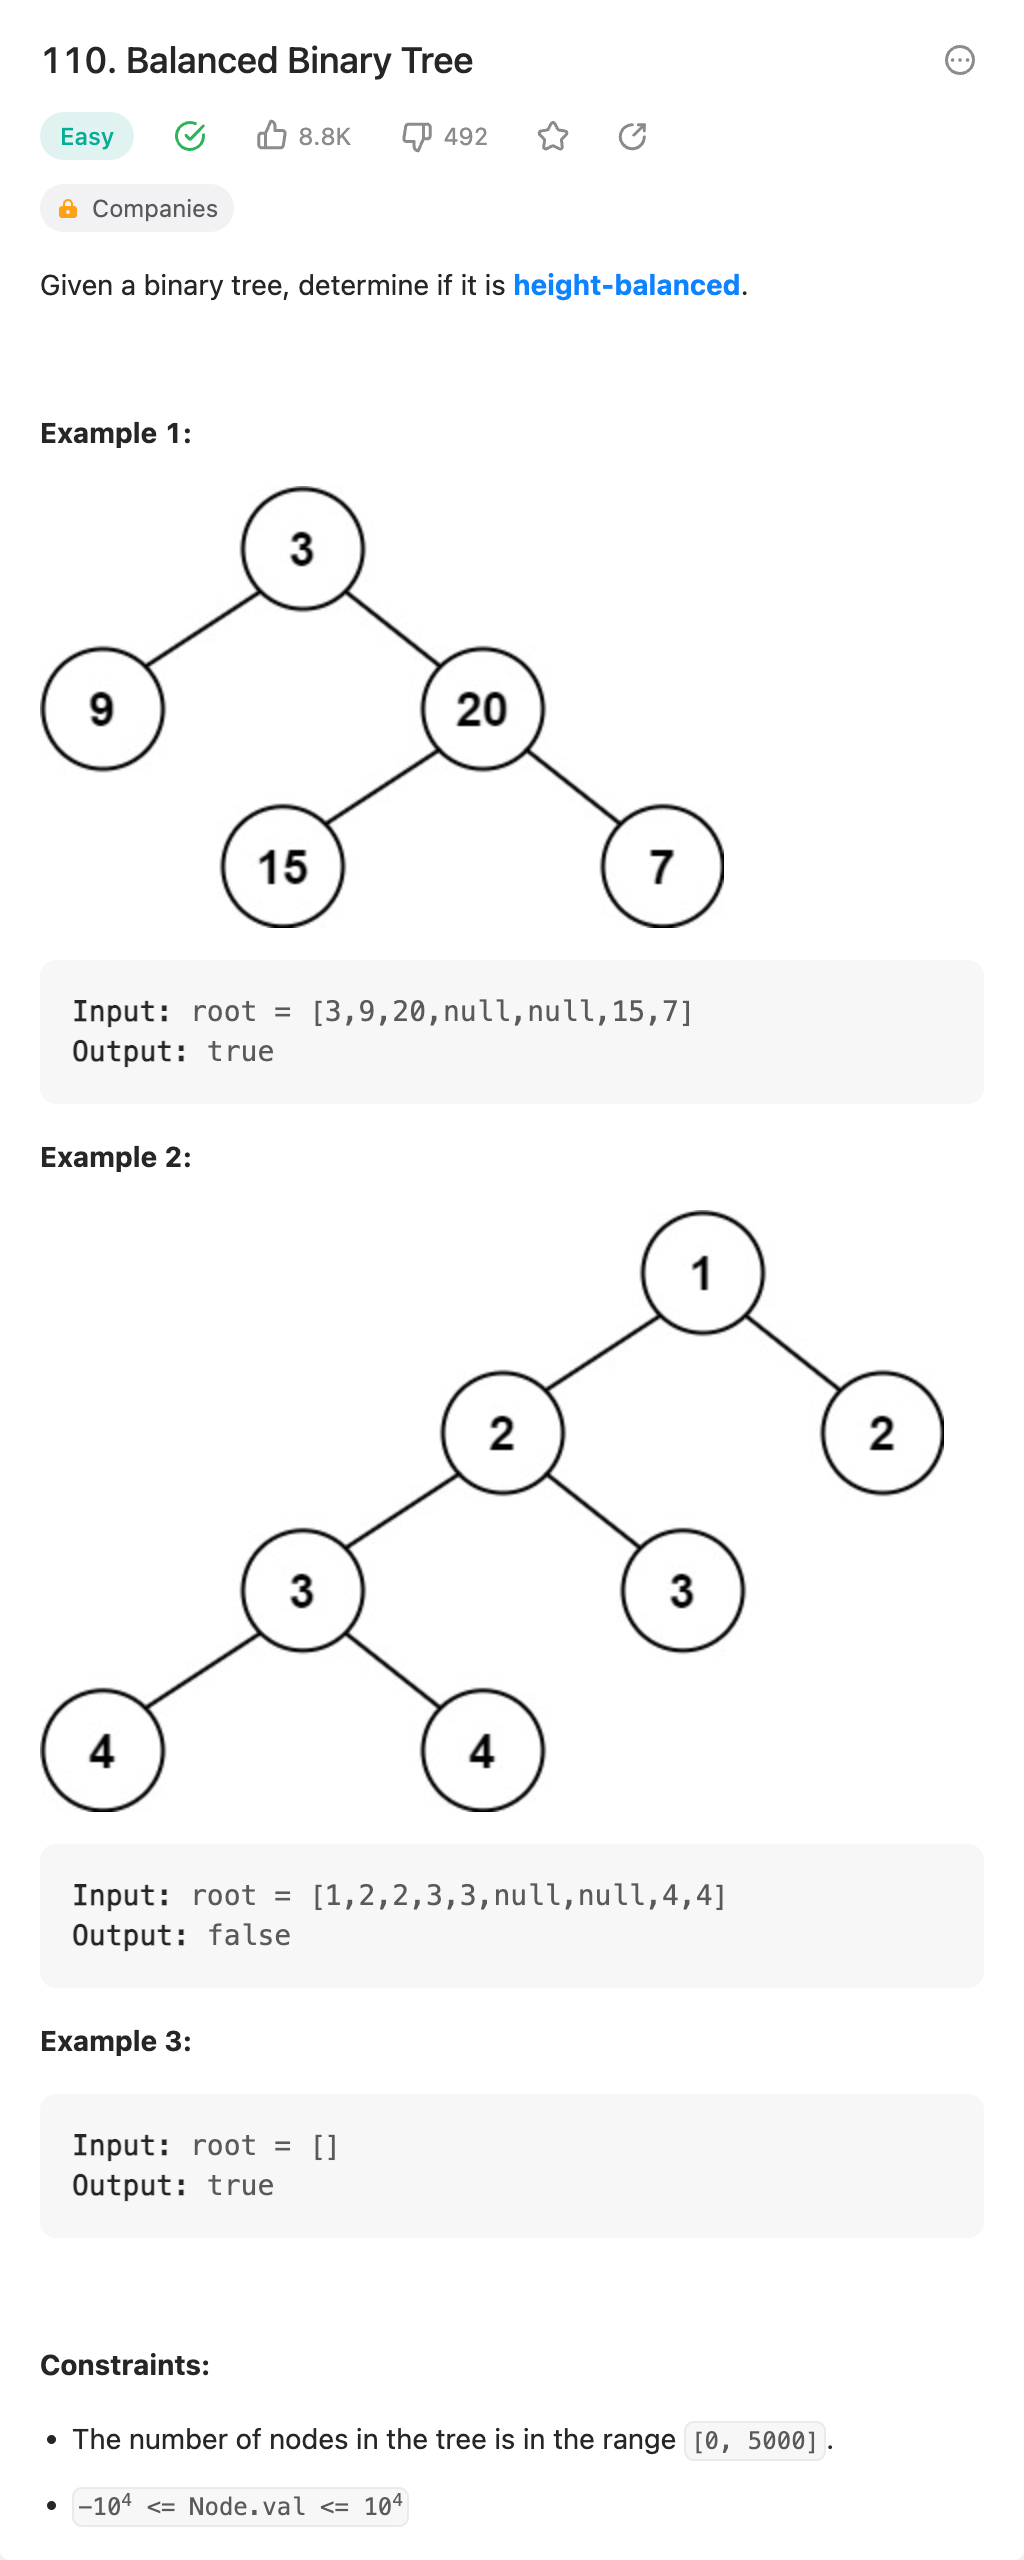 110. Balanced Binary Tree
Easy 8.8K 492
Companies
Given a binary tree, determine if it is height-balanced.
Example 1:
3
9 20
15 7
Input: root = [3,9,20,null,null,15,7]
Output: true
Example 2:
1
2 2
3 3
4 4
Input: root = [1,2,2,3,3,null,null,4,4]
Output: false
Example 3:
Input: root = []
Output: true
Constraints:
• The number of nodes in the tree is in the range [0, 5000].
• -10⁴ <= Node.val <= 10⁴